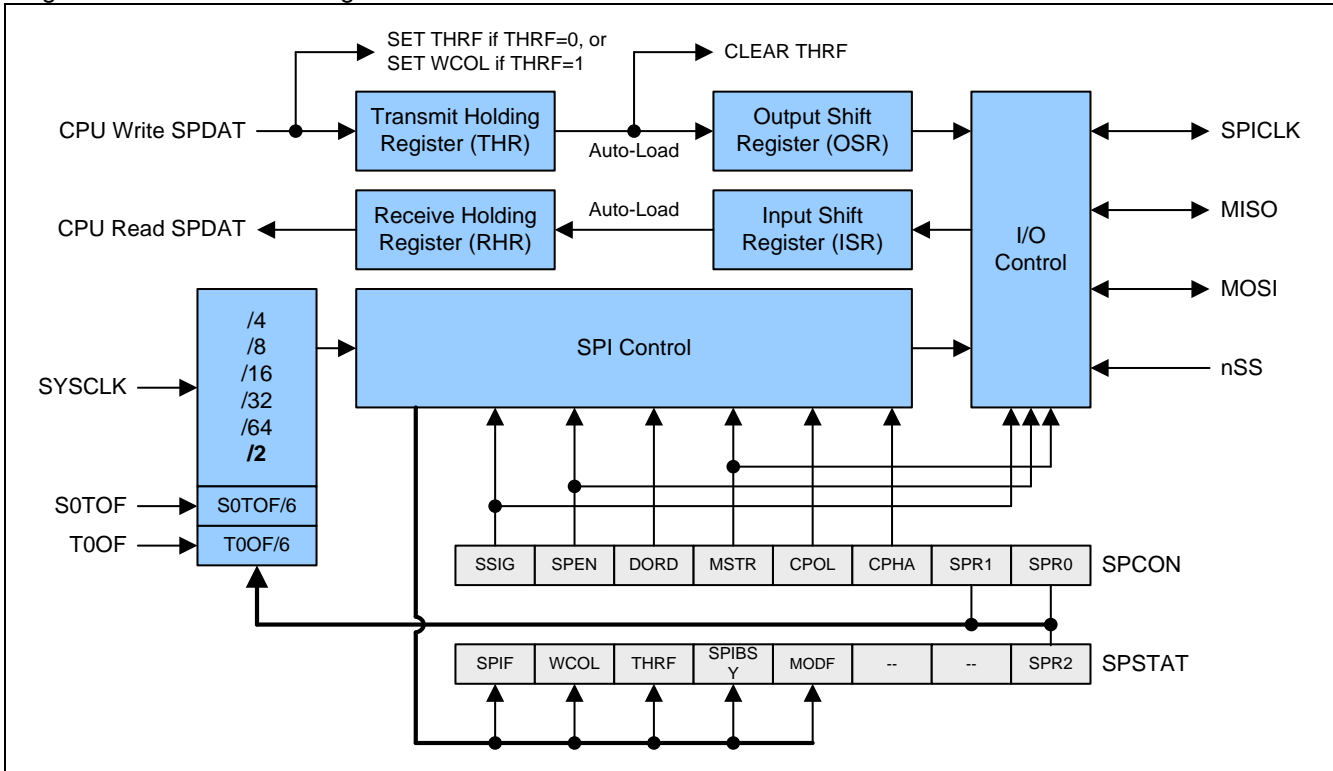 SET THRF if THRF=0, or
SET WCOL if THRF=1
CLEAR THRF
CPU Write SPDAT
Transmit Holding
Register (THR)
Auto-Load
Output Shift
Register (OSR)
SPICLK
CPU Read SPDAT
Receive Holding
Register (RHR)
Auto-Load
Input Shift
Register (ISR)
I/O
Control
MISO
MOSI
nSS
SYSCLK
/4
/8
/16
/32
/64
/2
SPI Control
S0TOF
S0TOF/6
T0OF
T0OF/6
SSIG SPEN DORD MSTR CPOL CPHA SPR1 SPR0 SPCON
SPIF WCOL THRF SPIBS
Y MODF -- -- SPR2 SPSTAT